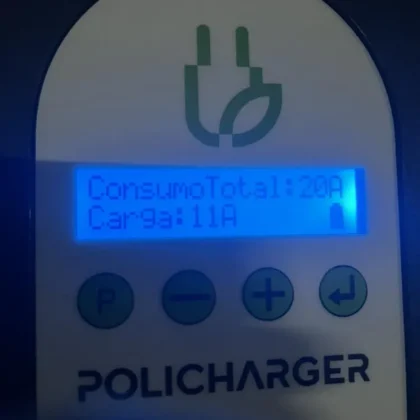 ConsumoTotal:20A
Carga:11A
P
POLICHARGER